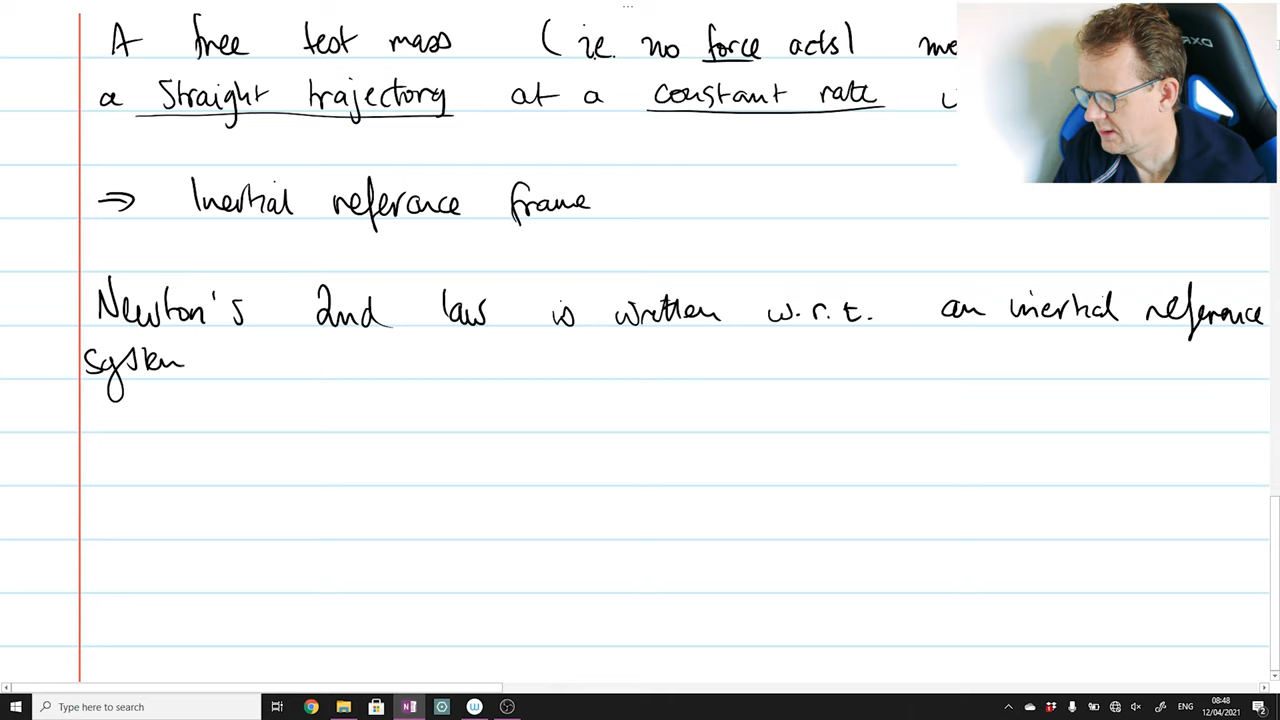 A free test mass (i.e. no force acts)
a straight trajectory at a constant rate
⇒ Inertial reference frame
Newton's 2nd law is written w.r.t. an inertial reference
system
Type here to search
ENG
08:48
12/04/2021